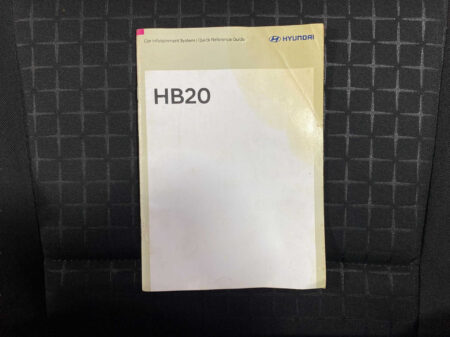 Car Infotainment System | Quick Reference Guide
HYUNDAI
HB20